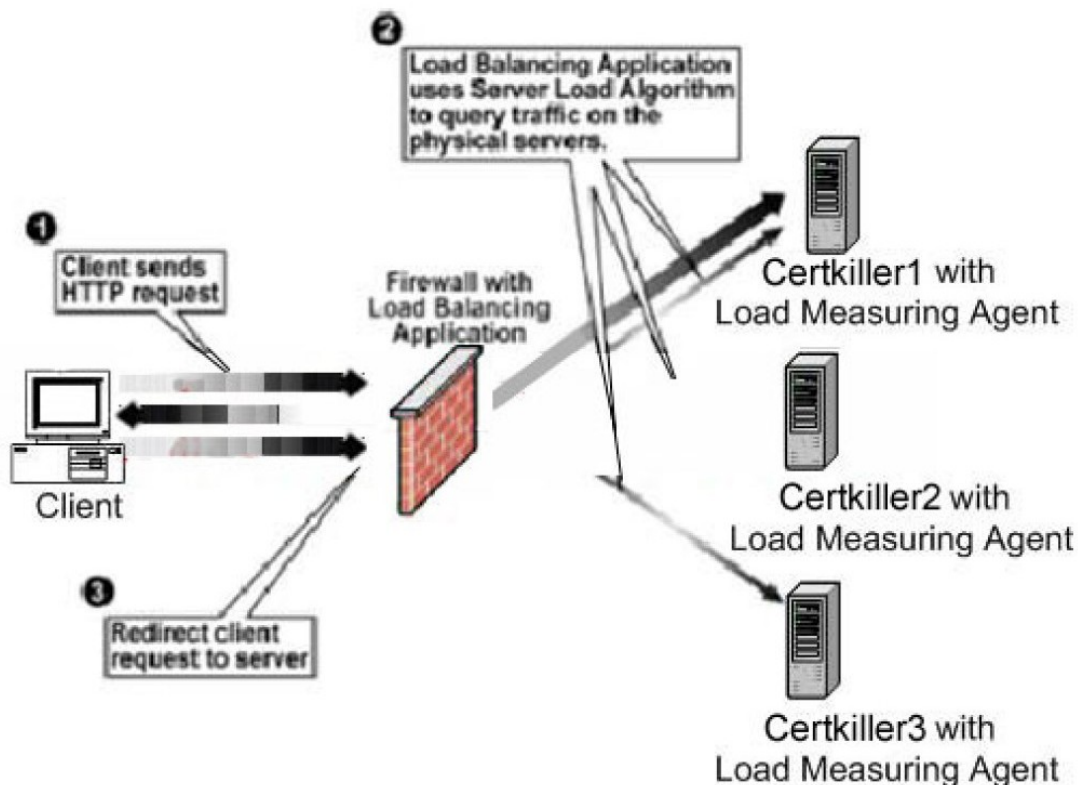 2
Load Balancing Application
uses Server Load Algorithm
to query traffic on the
physical servers.
1
Client sends
HTTP request
Firewall with
Load Balancing
Application
Certkiller1 with
Load Measuring Agent
Client
Certkiller2 with
Load Measuring Agent
3
Redirect client
request to server
Certkiller3 with
Load Measuring Agent